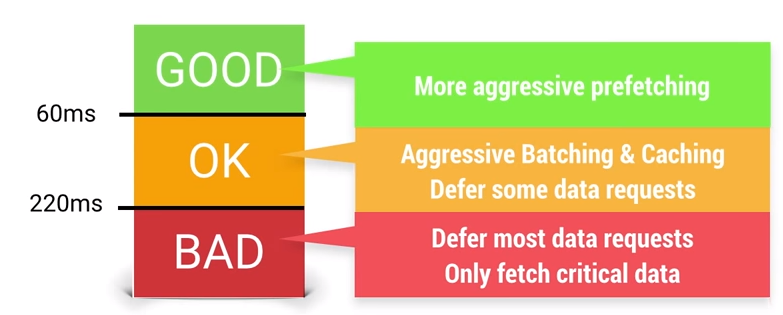 GOOD
More aggressive prefetching
60ms
OK
Aggressive Batching & Caching
Defer some data requests
220ms
BAD
Defer most data requests
Only fetch critical data